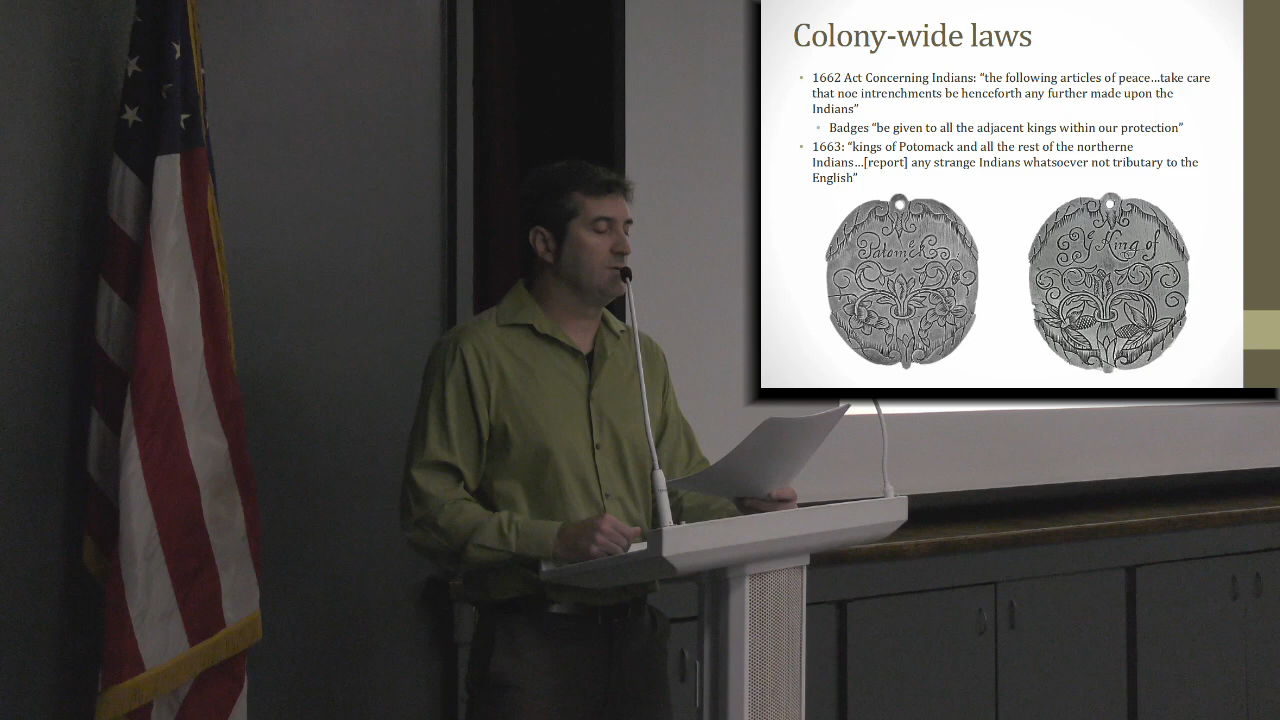 Colony-wide laws
• 1662 Act Concerning Indians: “the following articles of peace…take care
that noe intrenchments be henceforth any further made upon the
Indians”
• Badges “be given to all the adjacent kings within our protection”
• 1663: “kings of Potomack and all the rest of the northerne
Indians…[report] any strange Indians whatsoever not tributary to the
English”
Patomeck
Ye King of